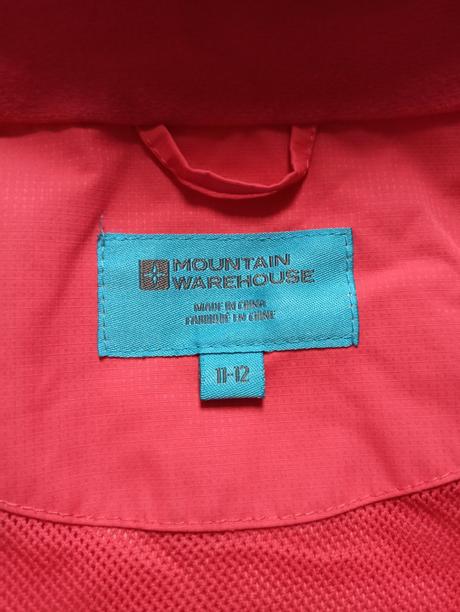 MOUNTAIN
WAREHOUSE
MADE IN CHINA
FABRIQUÉ EN CHINE
11-12